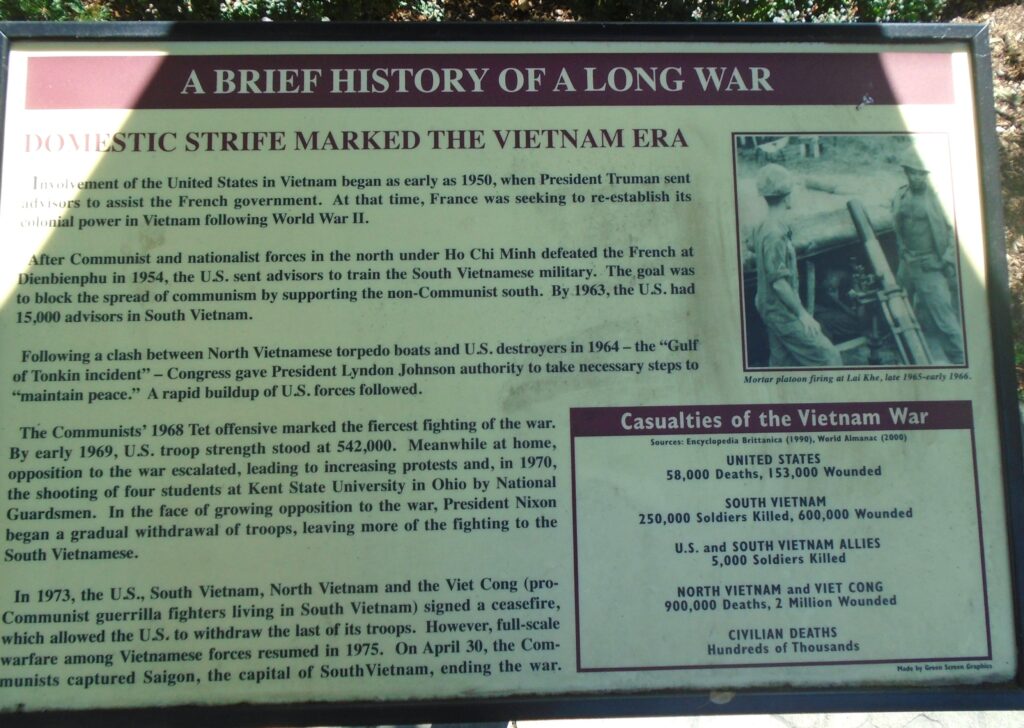 A BRIEF HISTORY OF A LONG WAR
DOMESTIC STRIFE MARKED THE VIETNAM ERA
Involvement of the United States in Vietnam began as early as 1950, when President Truman sent
advisors to assist the French government. At that time, France was seeking to re-establish its
colonial power in Vietnam following World War II.
After Communist and nationalist forces in the north under Ho Chi Minh defeated the French at
Dienbienphu in 1954, the U.S. sent advisors to train the South Vietnamese military. The goal was
to block the spread of communism by supporting the non-Communist south. By 1963, the U.S. had
15,000 advisors in South Vietnam.
Following a clash between North Vietnamese torpedo boats and U.S. destroyers in 1964 – the “Gulf
of Tonkin incident” – Congress gave President Lyndon Johnson authority to take necessary steps to
“maintain peace.” A rapid buildup of U.S. forces followed.
The Communists’ 1968 Tet offensive marked the fiercest fighting of the war.
By early 1969, U.S. troop strength stood at 542,000. Meanwhile at home,
opposition to the war escalated, leading to increasing protests and, in 1970,
the shooting of four students at Kent State University in Ohio by National
Guardsmen. In the face of growing opposition to the war, President Nixon
began a gradual withdrawal of troops, leaving more of the fighting to the
South Vietnamese.
In 1973, the U.S., South Vietnam, North Vietnam and the Viet Cong (pro-
Communist guerrilla fighters living in South Vietnam) signed a ceasefire,
which allowed the U.S. to withdraw the last of its troops. However, full-scale
warfare among Vietnamese forces resumed in 1975. On April 30, the Com-
munists captured Saigon, the capital of South Vietnam, ending the war.
Mortar platoon firing at Lai Khe, late 1965-early 1966.
Casualties of the Vietnam War
Sources: Encyclopedia Brittanica (1990), World Almanac (2000)
UNITED STATES
58,000 Deaths, 153,000 Wounded
SOUTH VIETNAM
250,000 Soldiers Killed, 600,000 Wounded
U.S. and SOUTH VIETNAM ALLIES
5,000 Soldiers Killed
NORTH VIETNAM and VIET CONG
900,000 Deaths, 2 Million Wounded
CIVILIAN DEATHS
Hundreds of Thousands
Made by Green Screen Graphics